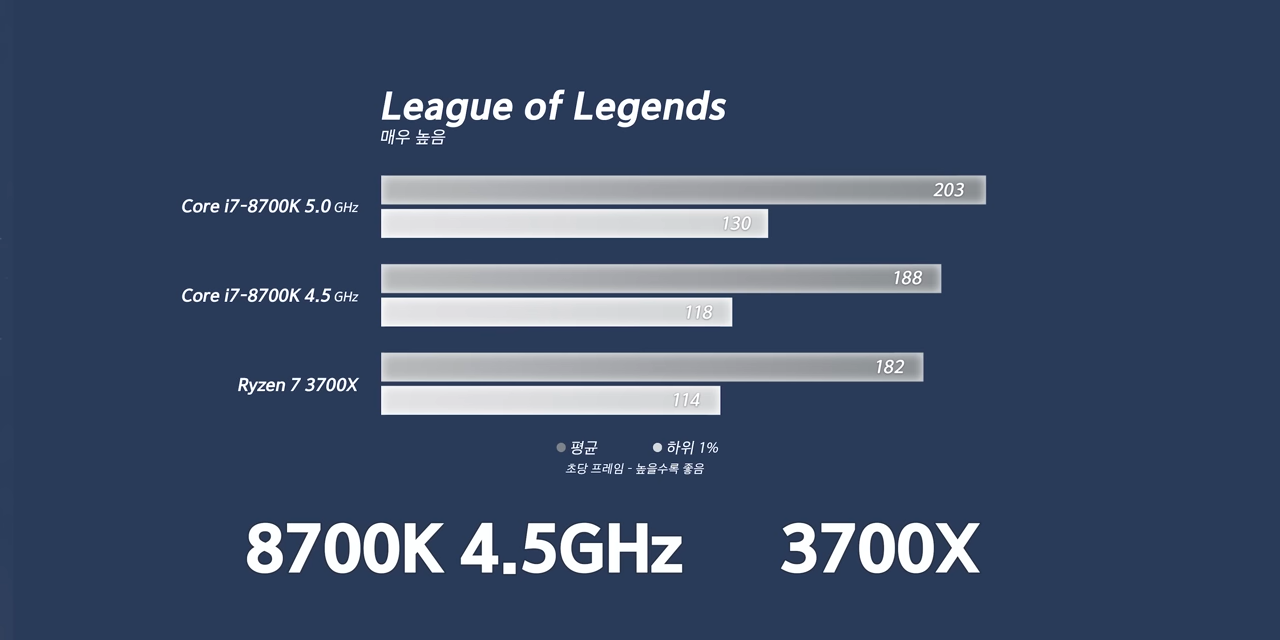 League of Legends
매우 높음
Core i7-8700K 5.0 GHz
203
130
Core i7-8700K 4.5 GHz
188
118
Ryzen 7 3700X
182
114
평균 하위 1%
초당 프레임 - 높을수록 좋음
8700K 4.5GHz 3700X